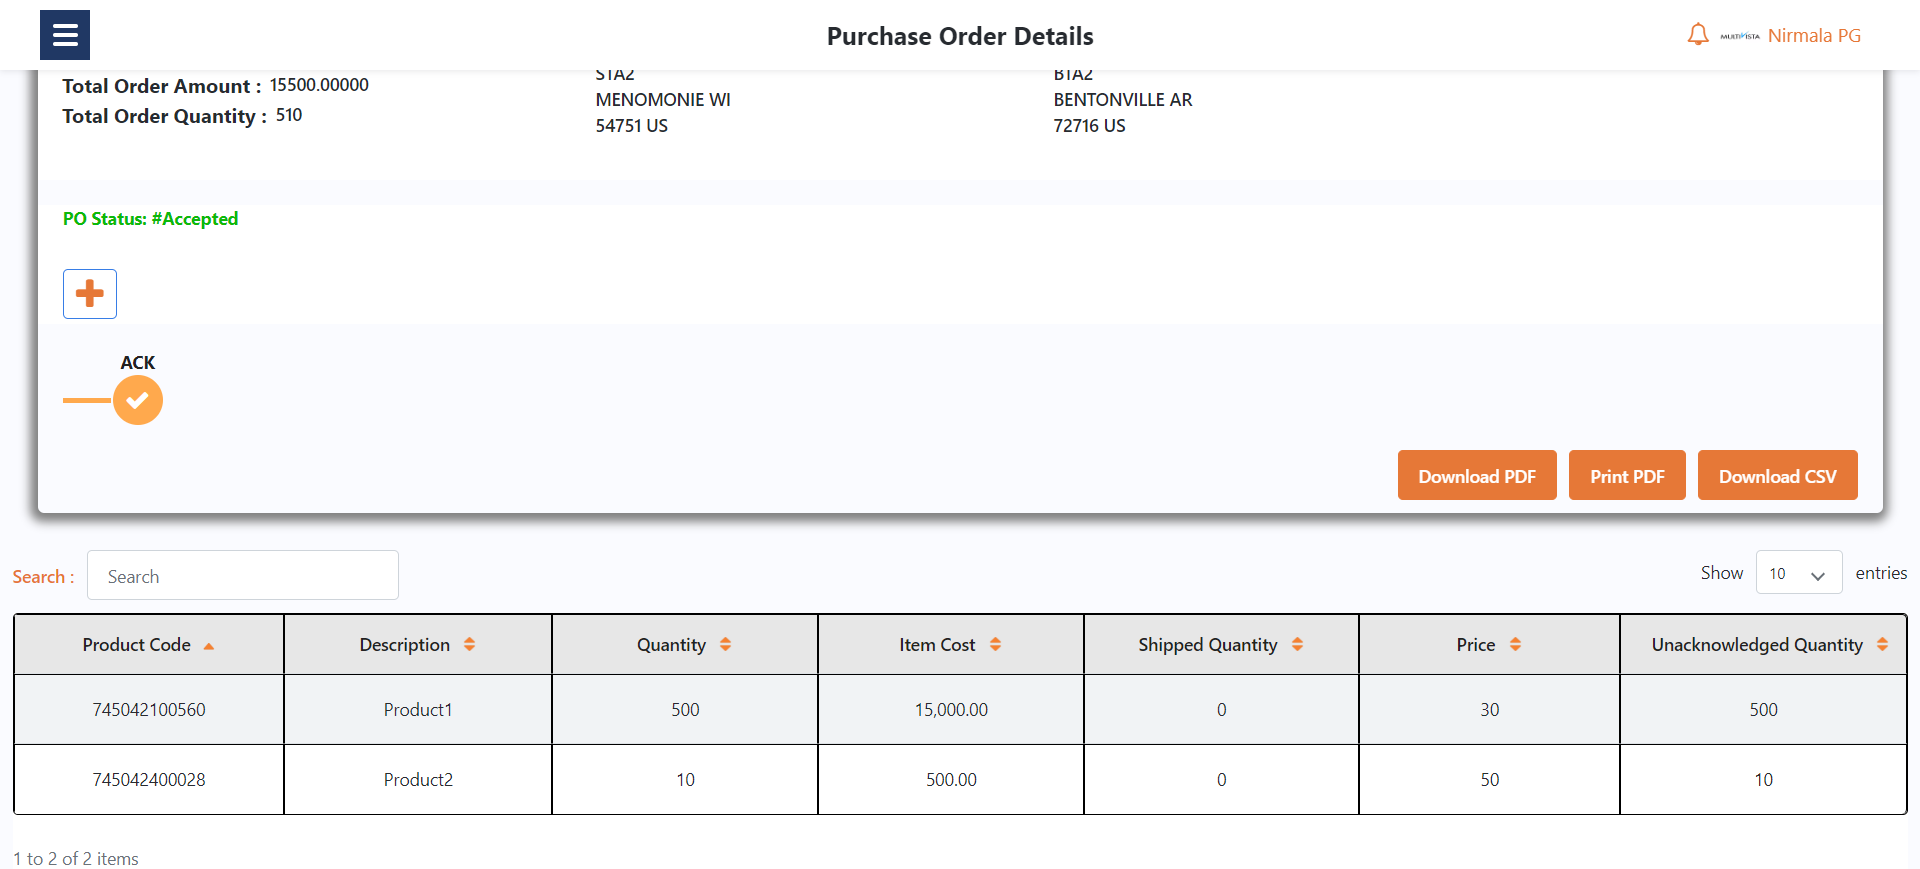 Purchase Order Details
MULTIVISTA Nirmala PG
Total Order Amount : 15500.00000
Total Order Quantity : 510
STA2
MENOMONIE WI
54751 US
BTA2
BENTONVILLE AR
72716 US
PO Status: #Accepted
ACK
Download PDF Print PDF Download CSV
Search : Search
Show 10 entries
Product Code Description Quantity Item Cost Shipped Quantity Price Unacknowledged Quantity
745042100560 Product1 500 15,000.00 0 30 500
745042400028 Product2 10 500.00 0 50 10
1 to 2 of 2 items